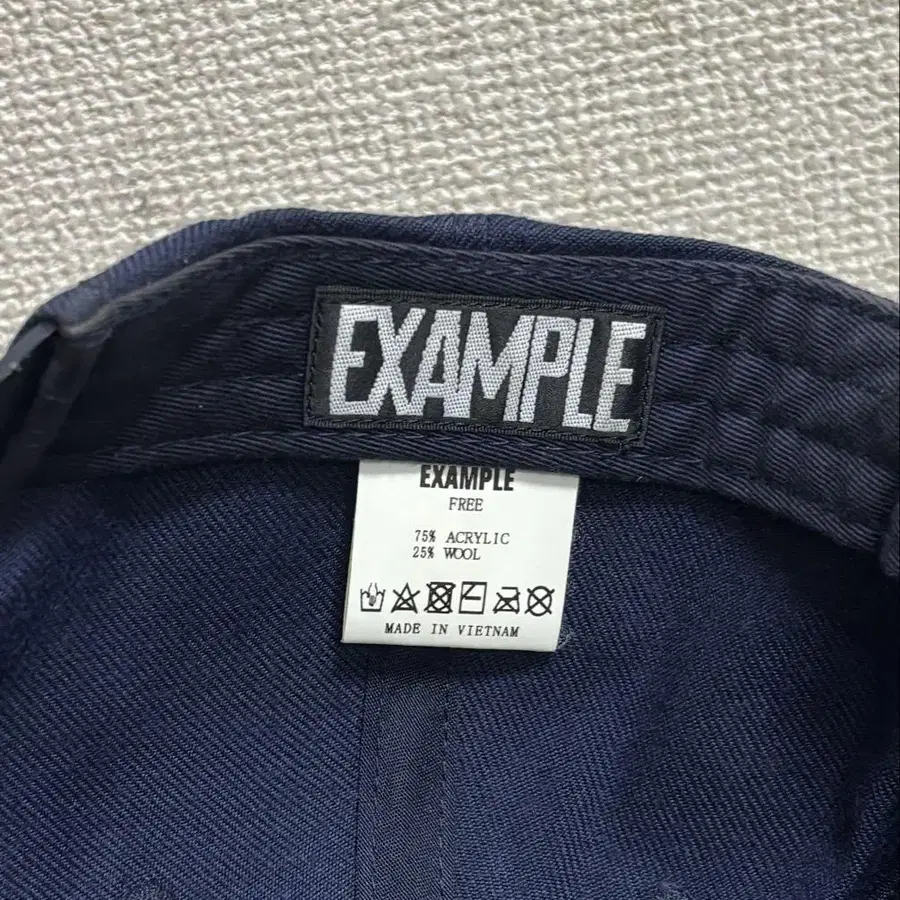 EXAMPLE
EXAMPLE
FREE
75% ACRYLIC
25% WOOL
MADE IN VIETNAM